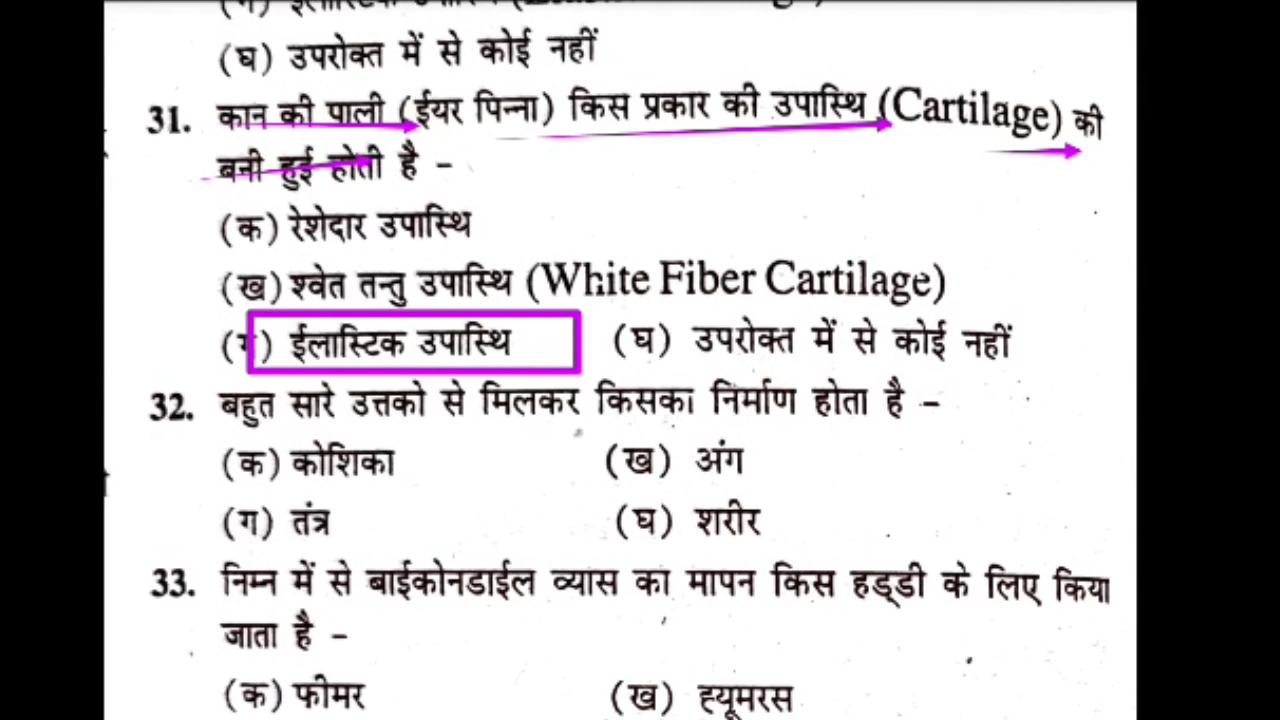 (घ) उपरोक्त में से कोई नहीं
31. कान की पाली (ईयर पिन्ना) किस प्रकार की उपास्थि (Cartilage) की
बनी हुई होती है -
(क) रेशेदार उपास्थि
(ख) श्वेत तन्तु उपास्थि (White Fiber Cartilage)
(ग) ईलास्टिक उपास्थि (घ) उपरोक्त में से कोई नहीं
32. बहुत सारे उत्तको से मिलकर किसका निर्माण होता है -
(क) कोशिका (ख) अंग
(ग) तंत्र (घ) शरीर
33. निम्न में से बाईकोनडाईल व्यास का मापन किस हड्डी के लिए किया
जाता है -
(क) फीमर (ख) ह्यूमरस